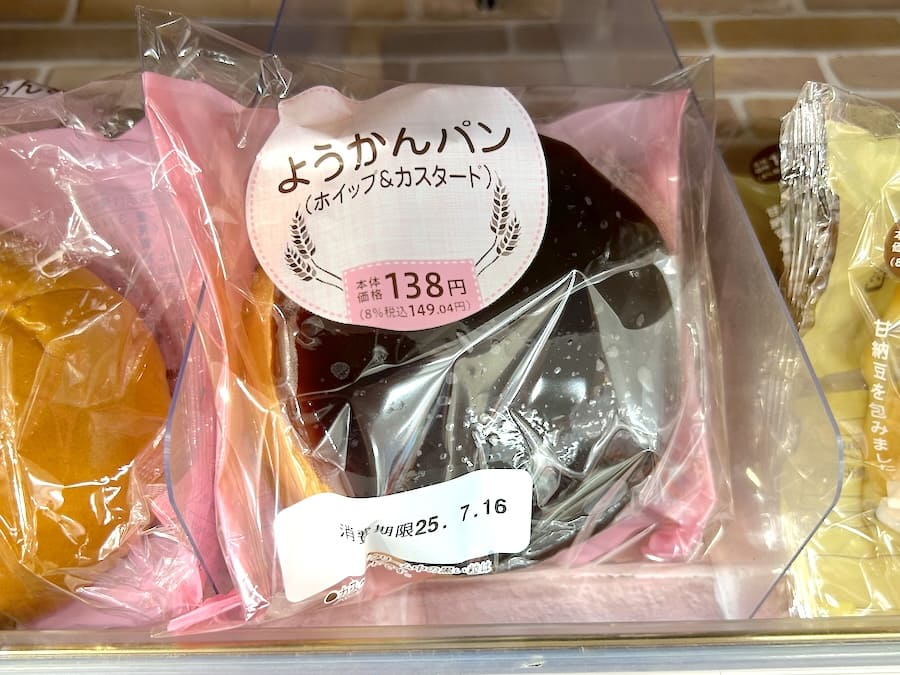 ようかんパン
(ホイップ&カスタード)
本体
価格 138円
(8%税込149.04円)
消費期限25. 7.16
甘納豆を包みました